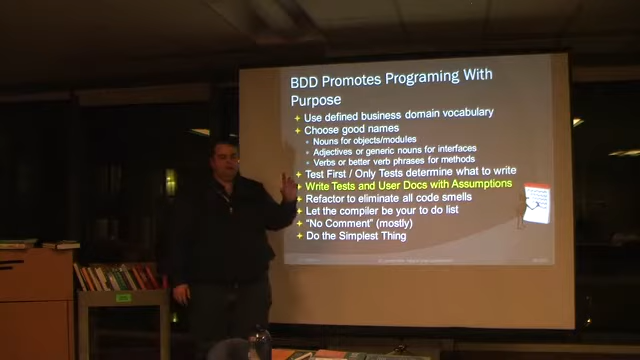 BDD Promotes Programing With
Purpose
Use defined business domain vocabulary
Choose good names
Nouns for objects/modules
Adjectives or generic nouns for interfaces
Verbs or better verb phrases for methods
Test First / Only Tests determine what to write
Write Tests and User Docs with Assumptions
Refactor to eliminate all code smells
Let the compiler be your to do list
"No Comment" (mostly)
Do the Simplest Thing